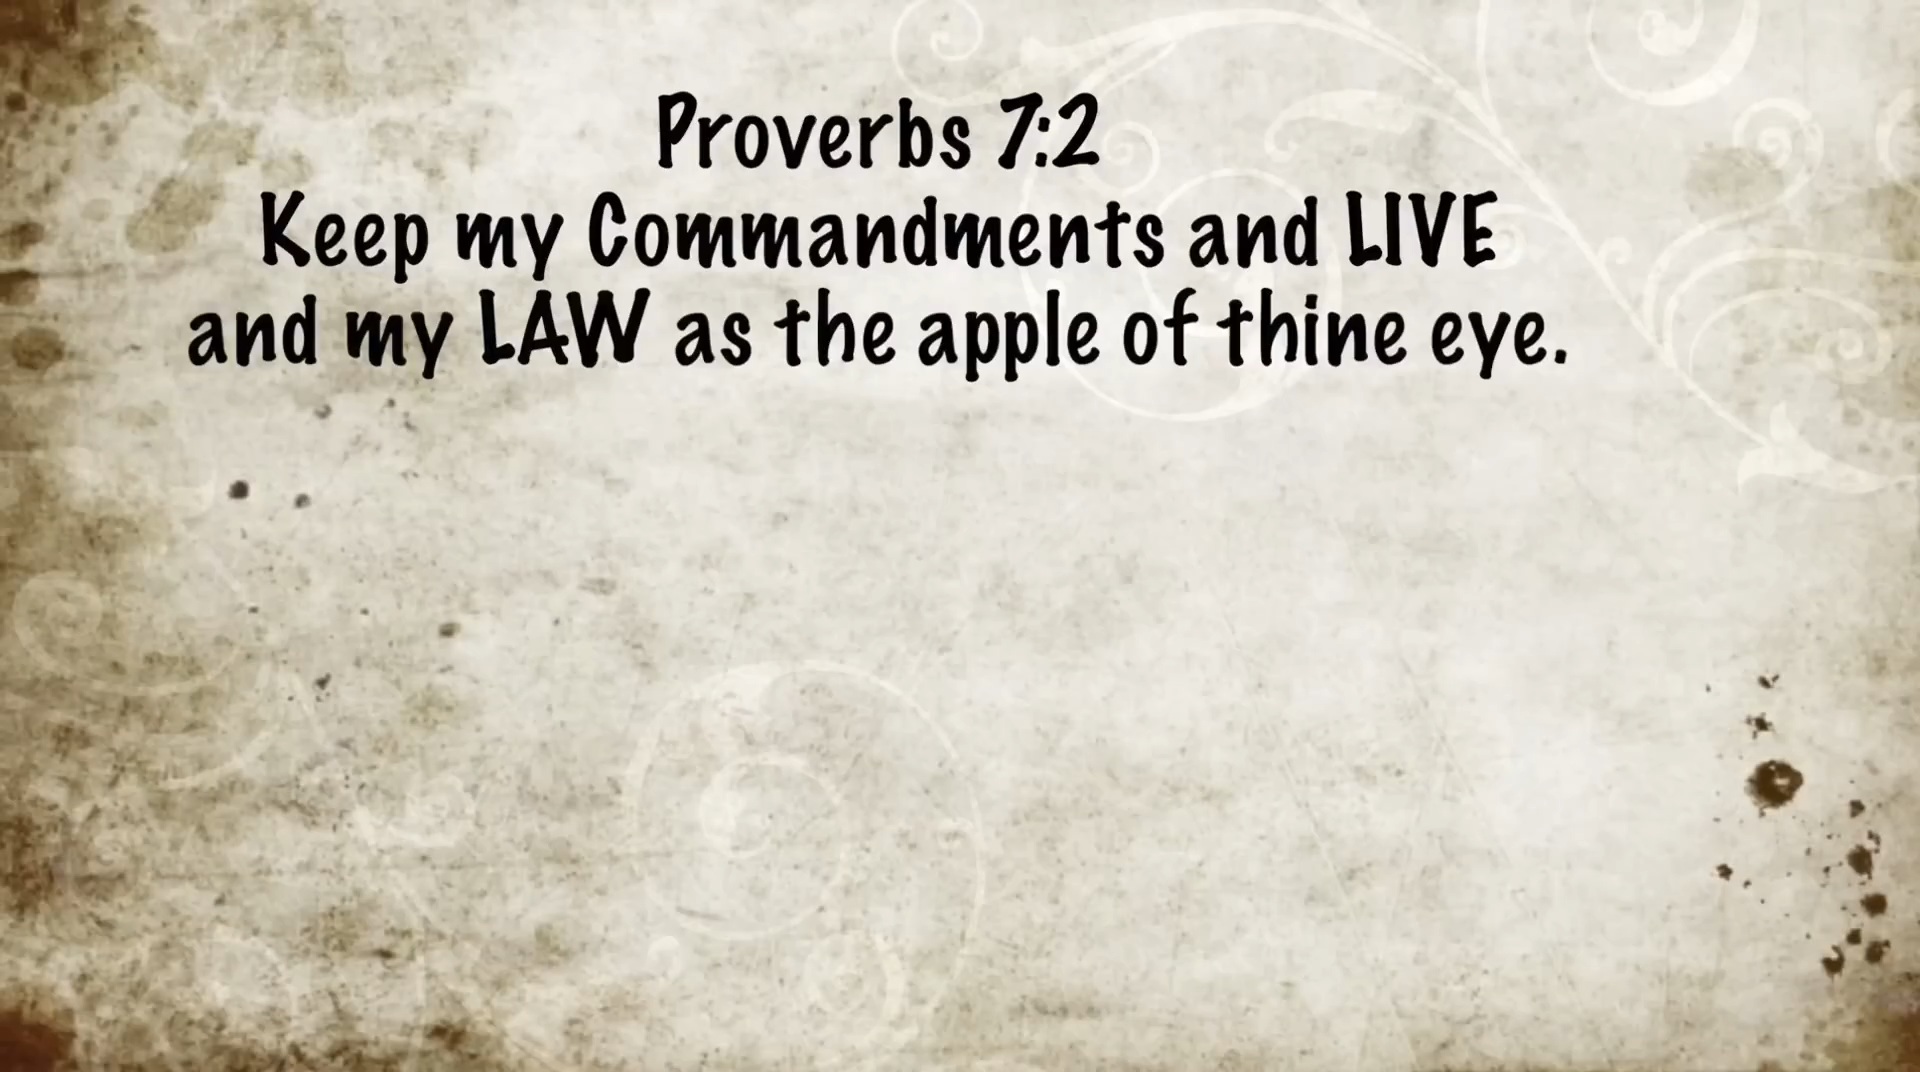 Proverbs 7:2
Keep my Commandments and LIVE
and my LAW as the apple of thine eye.